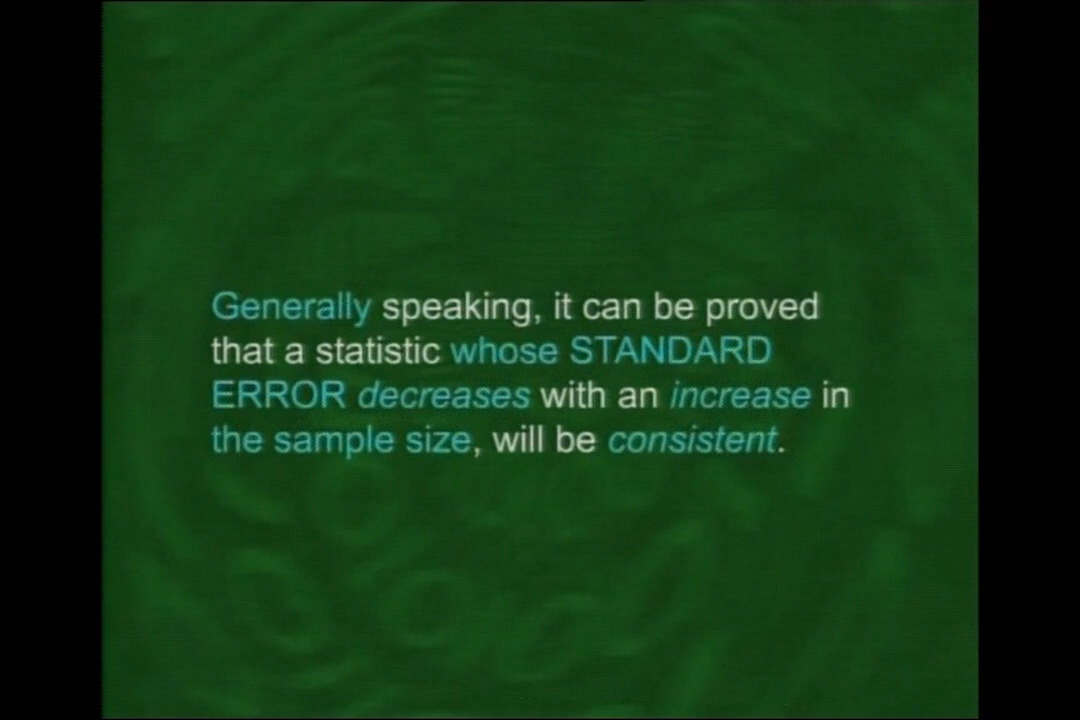 Generally speaking, it can be proved
that a statistic whose STANDARD
ERROR decreases with an increase in
the sample size, will be consistent.